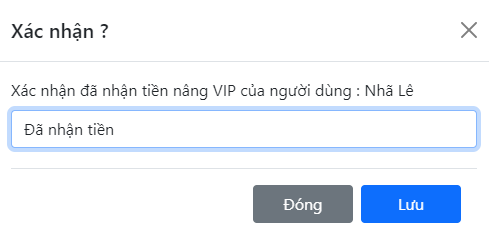 Xác nhận ?
Xác nhận đã nhận tiền nâng VIP của người dùng : Nhã Lê
Đã nhận tiền
Đóng
Lưu